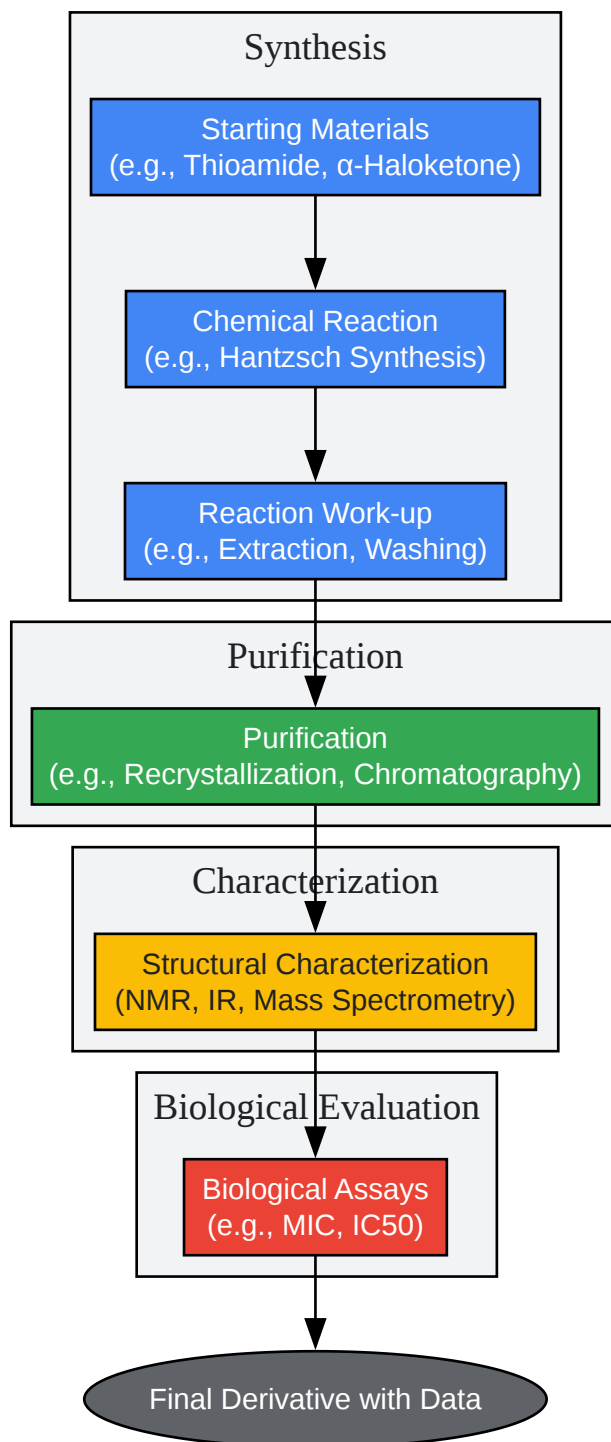 Synthesis
Starting Materials
(e.g., Thioamide, α-Haloketone)
Chemical Reaction
(e.g., Hantzsch Synthesis)
Reaction Work-up
(e.g., Extraction, Washing)
Purification
Purification
(e.g., Recrystallization, Chromatography)
Characterization
Structural Characterization
(NMR, IR, Mass Spectrometry)
Biological Evaluation
Biological Assays
(e.g., MIC, IC50)
Final Derivative with Data